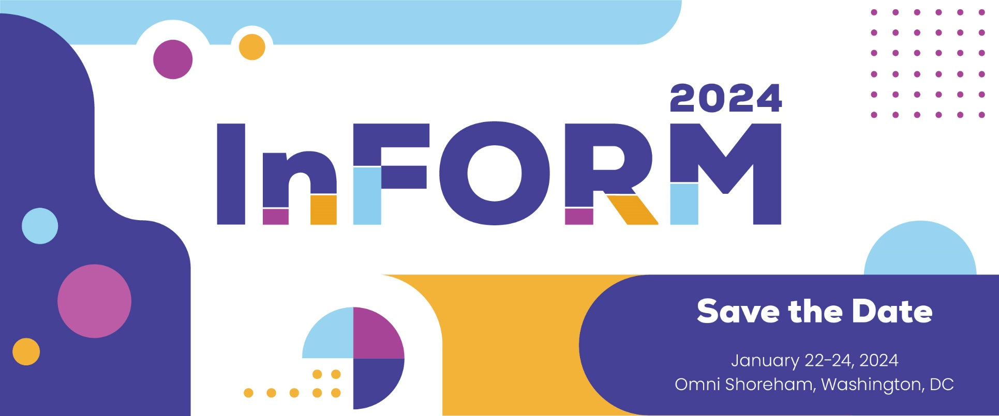 2024
InFORM
Save the Date
January 22-24, 2024
Omni Shoreham, Washington, DC